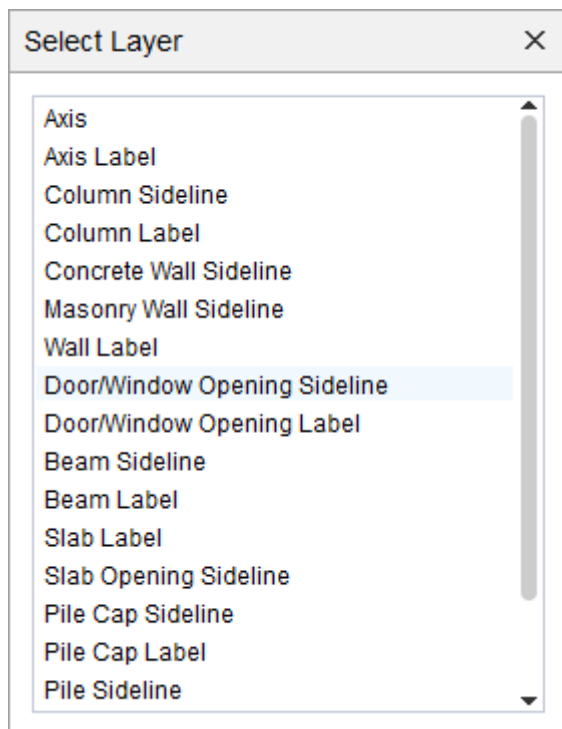 Select Layer
Axis
Axis Label
Column Sideline
Column Label
Concrete Wall Sideline
Masonry Wall Sideline
Wall Label
Door/Window Opening Sideline
Door/Window Opening Label
Beam Sideline
Beam Label
Slab Label
Slab Opening Sideline
Pile Cap Sideline
Pile Cap Label
Pile Sideline